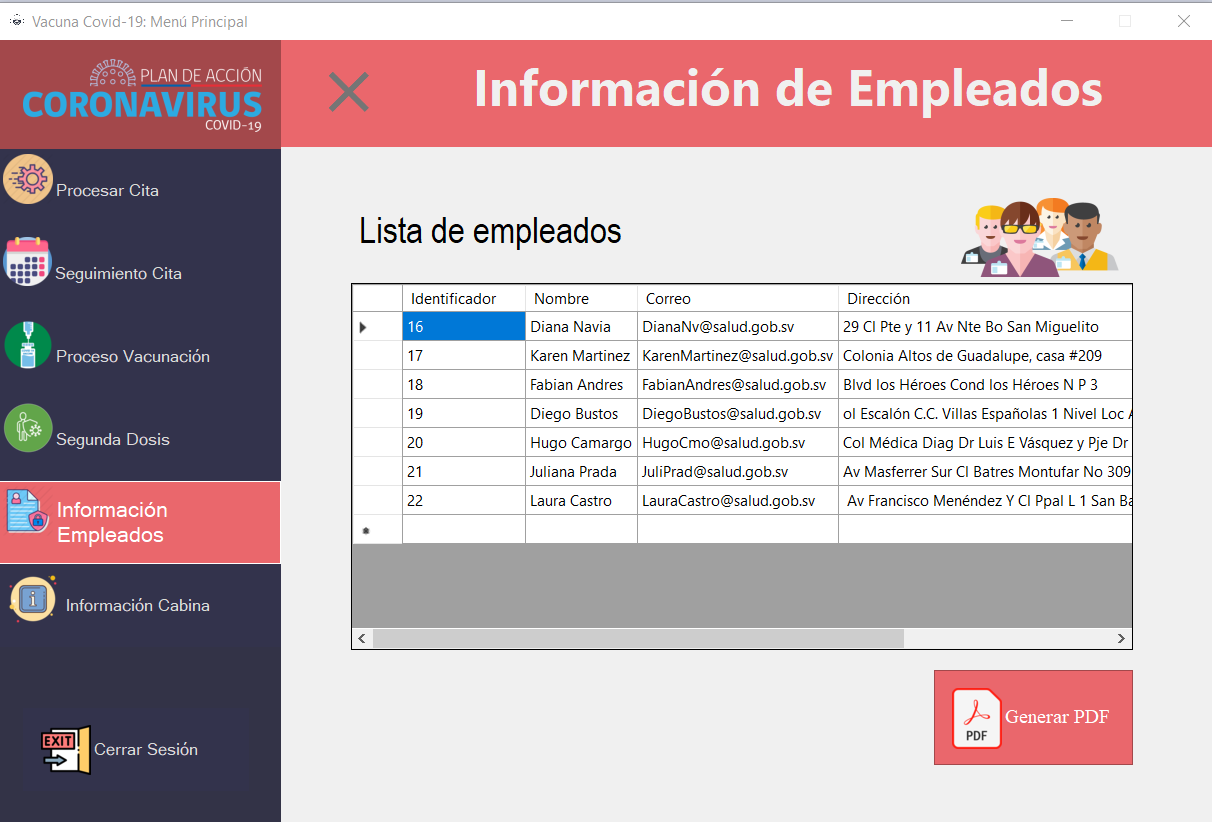 Vacuna Covid-19: Menú Principal
PLAN DE ACCIÓN
CORONAVIRUS
COVID-19
Información de Empleados
Procesar Cita
Seguimiento Cita
Proceso Vacunación
Segunda Dosis
Información
Empleados
Información Cabina
EXIT
Cerrar Sesión
Lista de empleados
Identificador Nombre Correo Dirección
16 Diana Navia DianaNv@salud.gob.sv 29 Cl Pte y 11 Av Nte Bo San Miguelito
17 Karen Martinez KarenMartinez@salud.gob.sv Colonia Altos de Guadalupe, casa #209
18 Fabian Andres FabianAndres@salud.gob.sv Blvd los Héroes Cond los Héroes N P 3
19 Diego Bustos DiegoBustos@salud.gob.sv ol Escalón C.C. Villas Españolas 1 Nivel Loc
20 Hugo Camargo HugoCmo@salud.gob.sv Col Médica Diag Dr Luis E Vásquez y Pje Dr
21 Juliana Prada JuliPrad@salud.gob.sv Av Masferrer Sur Cl Batres Montufar No 309
22 Laura Castro LauraCastro@salud.gob.sv Av Francisco Menéndez Y Cl Ppal L 1 San
PDF
Generar PDF